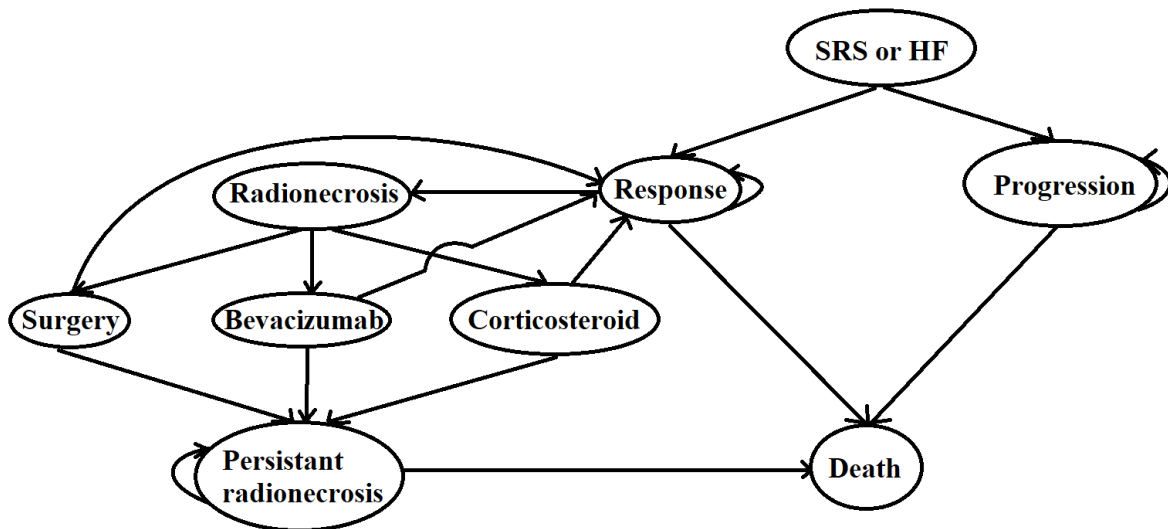 SRS or HF
Radionecrosis
Response
Progression
Surgery
Bevacizumab
Corticosteroid
Persistant
radionecrosis
Death